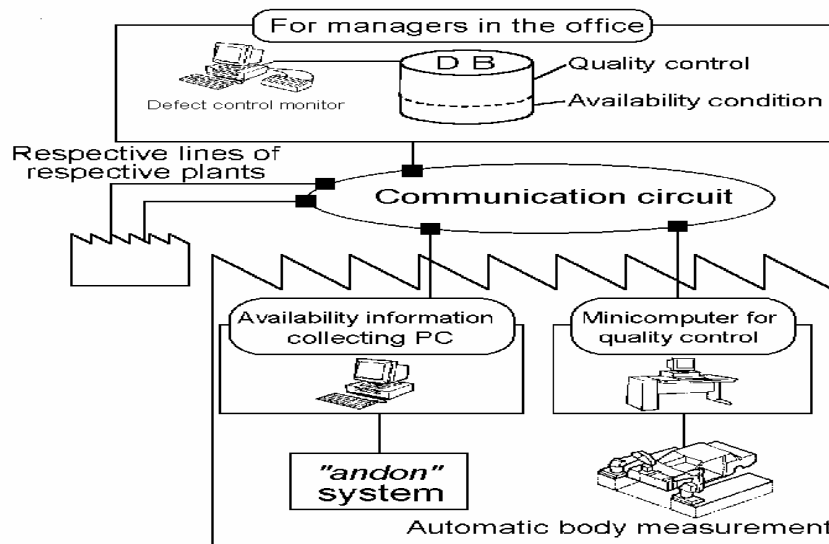 For managers in the office
D B
Quality control
Defect control monitor
Availability condition
Respective lines of
respective plants
Communication circuit
Availability information
collecting PC
Minicomputer for
quality control
"andon"
system
Automatic body measurement